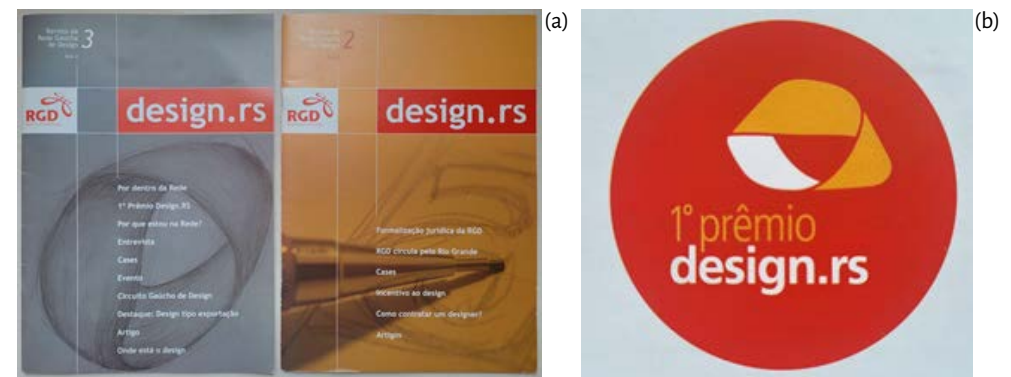 Revista da
Rede Gaúcha
de Design
3
RGD
design.rs
Por dentro da Rede
1º Prêmio Design.RS
Por que estou na Rede?
Entrevista
Cases
Evento
Circuito Gaúcho de Design
Destaque: Design tipo exportação
Artigo
Onde está o design
2
RGD
design.rs
Formalização jurídica da RGD
RGD circula pelo Rio Grande
Cases
Incentivo ao design
Como contratar um designer?
Artigos
(a)
1º prêmio
design.rs
(b)